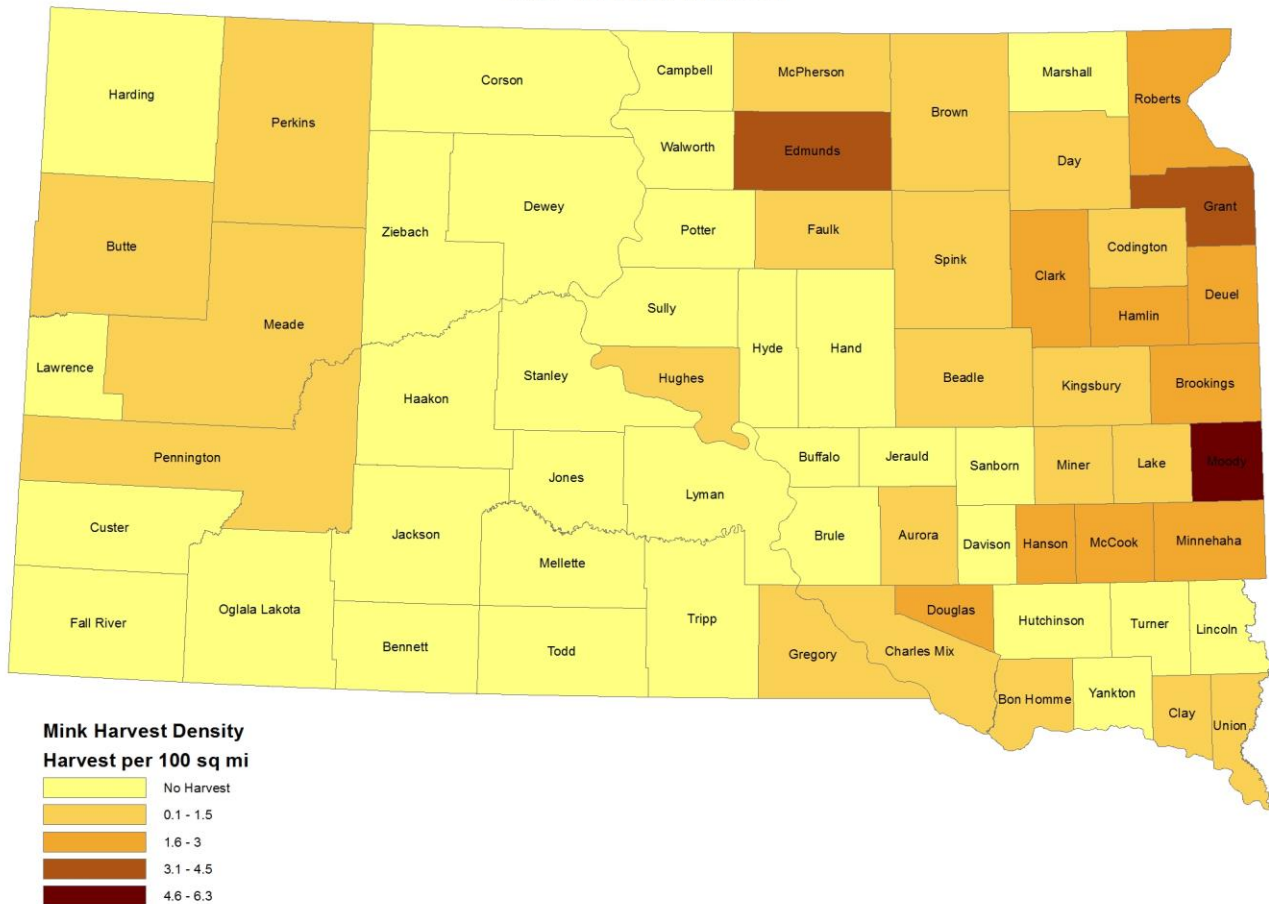 Harding
Perkins
Corson
Campbell
McPherson
Brown
Marshall
Roberts
Walworth
Edmunds
Day
Grant
Butte
Ziebach
Dewey
Potter
Faulk
Spink
Clark
Codington
Hamlin
Deuel
Lawrence
Meade
Sully
Hyde
Hand
Haakon
Stanley
Hughes
Beadle
Kingsbury
Brookings
Pennington
Jones
Lyman
Buffalo
Jerauld
Sanborn
Miner
Lake
Moody
Custer
Jackson
Mellette
Brule
Aurora
Davison
Hanson
McCook
Minnehaha
Fall River
Oglala Lakota
Bennett
Todd
Tripp
Gregory
Douglas
Charles Mix
Hutchinson
Turner
Lincoln
Bon Homme
Yankton
Clay
Union
Mink Harvest Density
Harvest per 100 sq mi
No Harvest
0.1 - 1.5
1.6 - 3
3.1 - 4.5
4.6 - 6.3